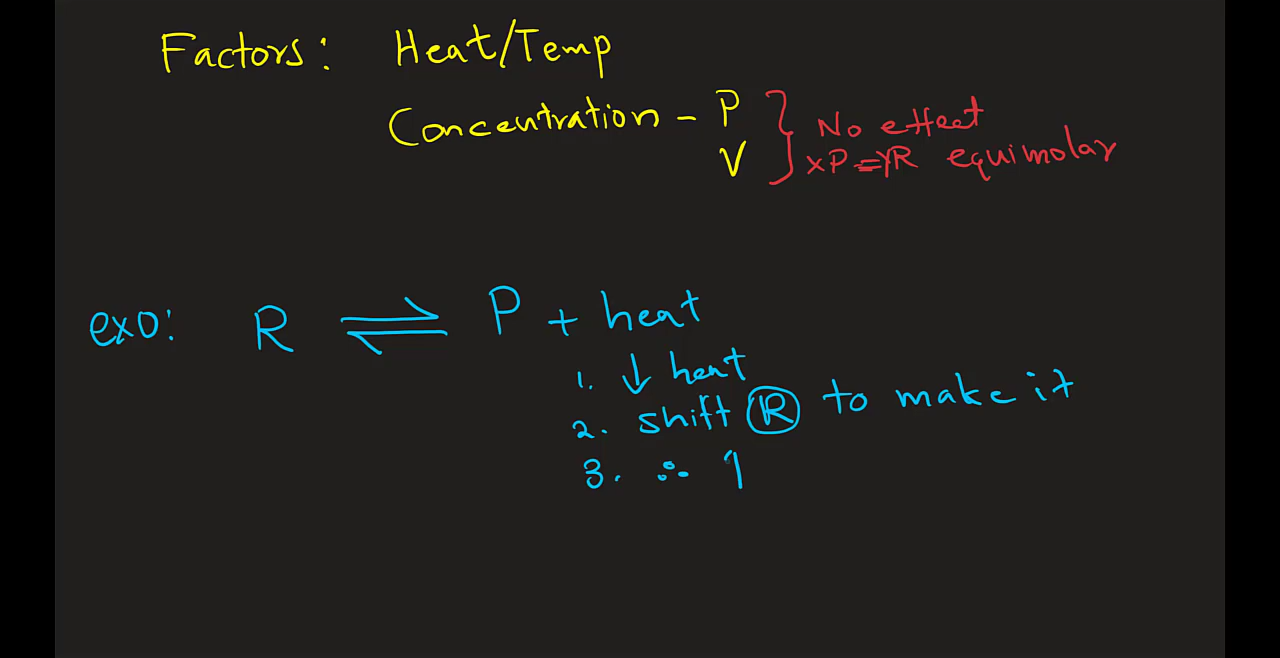 Factors: Heat/Temp
Concentration - P
V
No effect
xP = yR equimolar
exo: R ⇌ P + heat
1. ↓ heat
2. shift R to make it
3. ∴